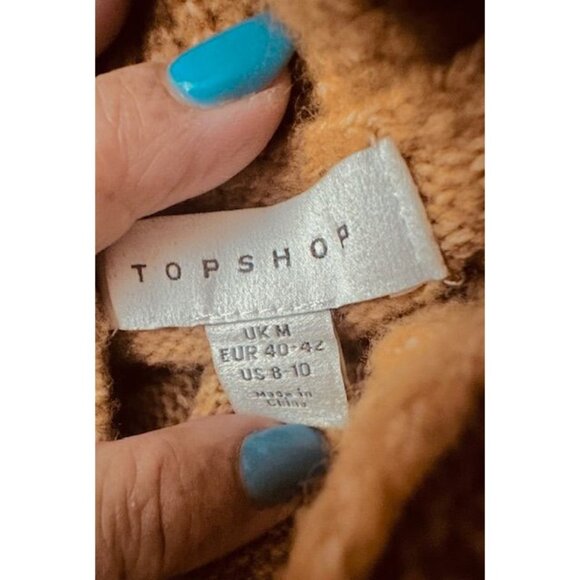 TOPSHOP
UK M
EUR 40-42
US 8-10
Made in
China